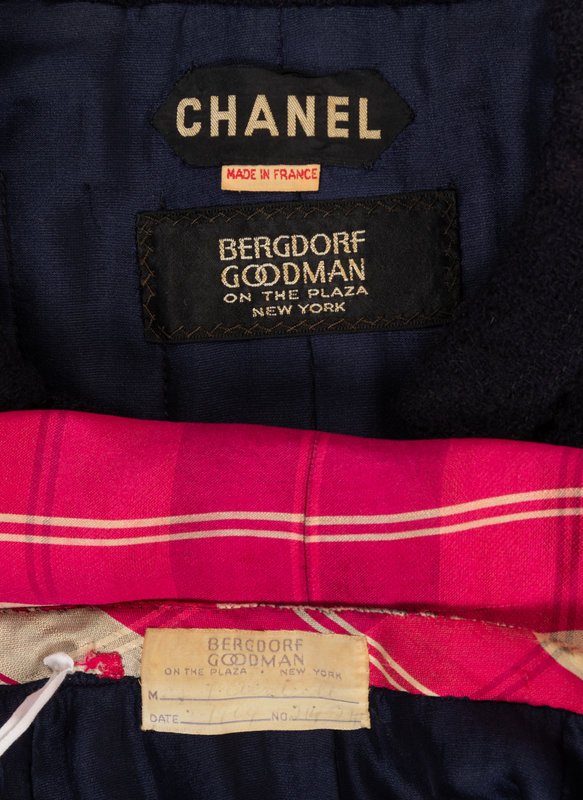 CHANEL
MADE IN FRANCE
BERGDORF
GOODMAN
ON THE PLAZA
NEW YORK
BERGDORF
GOODMAN
ON THE PLAZA · NEW YORK
M
DATE NO.